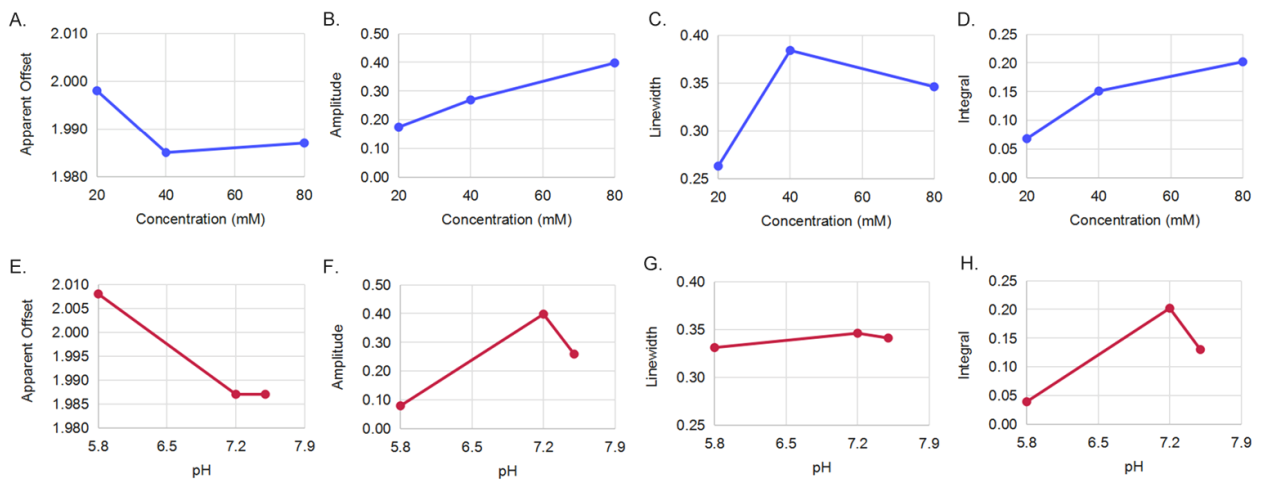 A.
Apparent Offset
2.010
2.000
1.990
1.980
20 40 60 80
Concentration (mM)
B.
Amplitude
0.50
0.40
0.30
0.20
0.10
0.00
20 40 60 80
Concentration (mM)
C.
Linewidth
0.40
0.35
0.30
0.25
20 40 60 80
Concentration (mM)
D.
Integral
0.25
0.20
0.15
0.10
0.05
0.00
20 40 60 80
Concentration (mM)
E.
Apparent Offset
2.010
2.005
2.000
1.995
1.990
1.985
1.980
5.8 6.5 7.2 7.9
pH
F.
Amplitude
0.50
0.40
0.30
0.20
0.10
0.00
5.8 6.5 7.2 7.9
pH
G.
Linewidth
0.40
0.35
0.30
0.25
5.8 6.5 7.2 7.9
pH
H.
Integral
0.25
0.20
0.15
0.10
0.05
0.00
5.8 6.5 7.2 7.9
pH